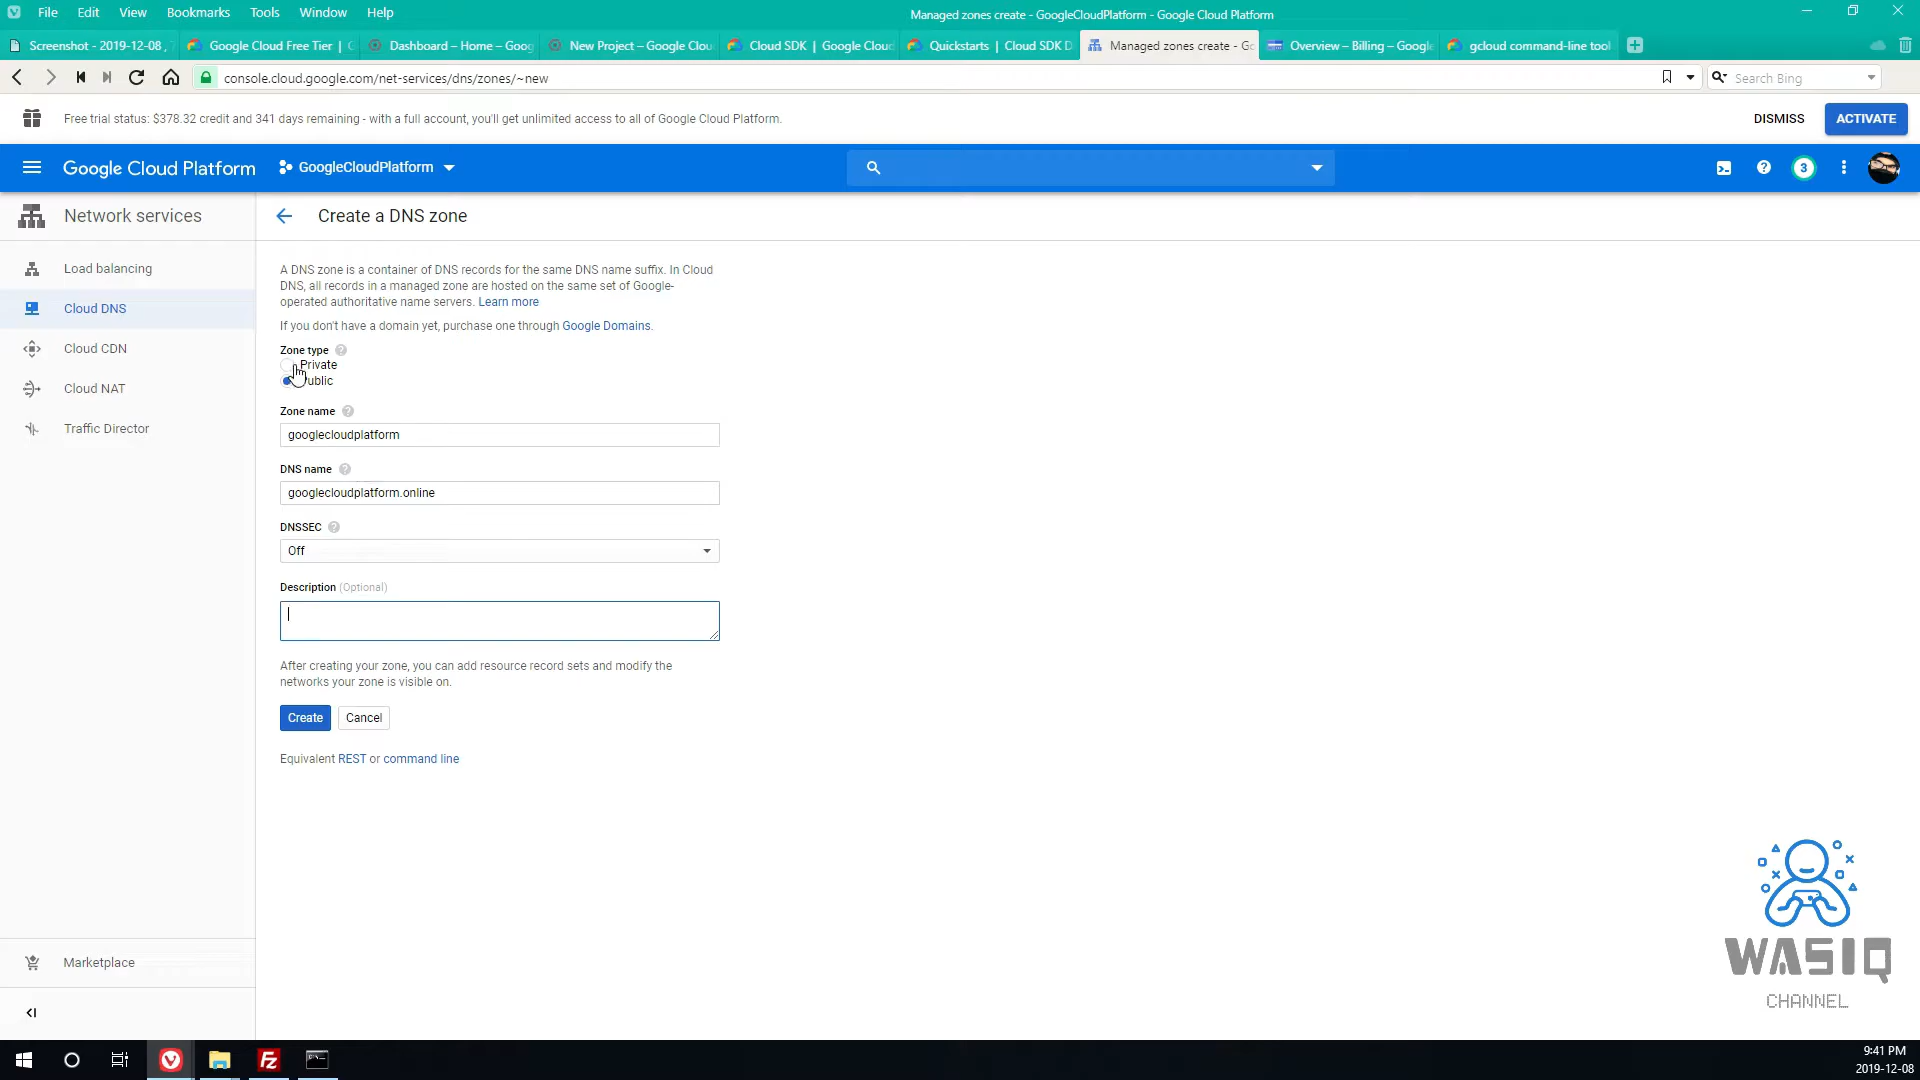 File Edit View Bookmarks Tools Window Help
Managed zones create - GoogleCloudPlatform - Google Cloud Platform
Screenshot - 2019-12-08,
Google Cloud Free Tier |
Dashboard – Home – Goog
New Project – Google Clou
Cloud SDK | Google Cloud
Quickstarts | Cloud SDK D
Managed zones create - Go
Overview – Billing – Google
gcloud command-line tool
console.cloud.google.com/net-services/dns/zones/~new
Search Bing
Free trial status: $378.32 credit and 341 days remaining - with a full account, you'll get unlimited access to all of Google Cloud Platform.
DISMISS
ACTIVATE
Google Cloud Platform
GoogleCloudPlatform
3
Network services
Create a DNS zone
Load balancing
Cloud DNS
Cloud CDN
Cloud NAT
Traffic Director
A DNS zone is a container of DNS records for the same DNS name suffix. In Cloud
DNS, all records in a managed zone are hosted on the same set of Google-
operated authoritative name servers. Learn more
If you don't have a domain yet, purchase one through Google Domains.
Zone type
Private
ublic
Zone name
googlecloudplatform
DNS name
googlecloudplatform.online
DNSSEC
Off
Description (Optional)
After creating your zone, you can add resource record sets and modify the
networks your zone is visible on.
Create
Cancel
Equivalent REST or command line
Marketplace
WASIQ
CHANNEL
9:41 PM
2019-12-08